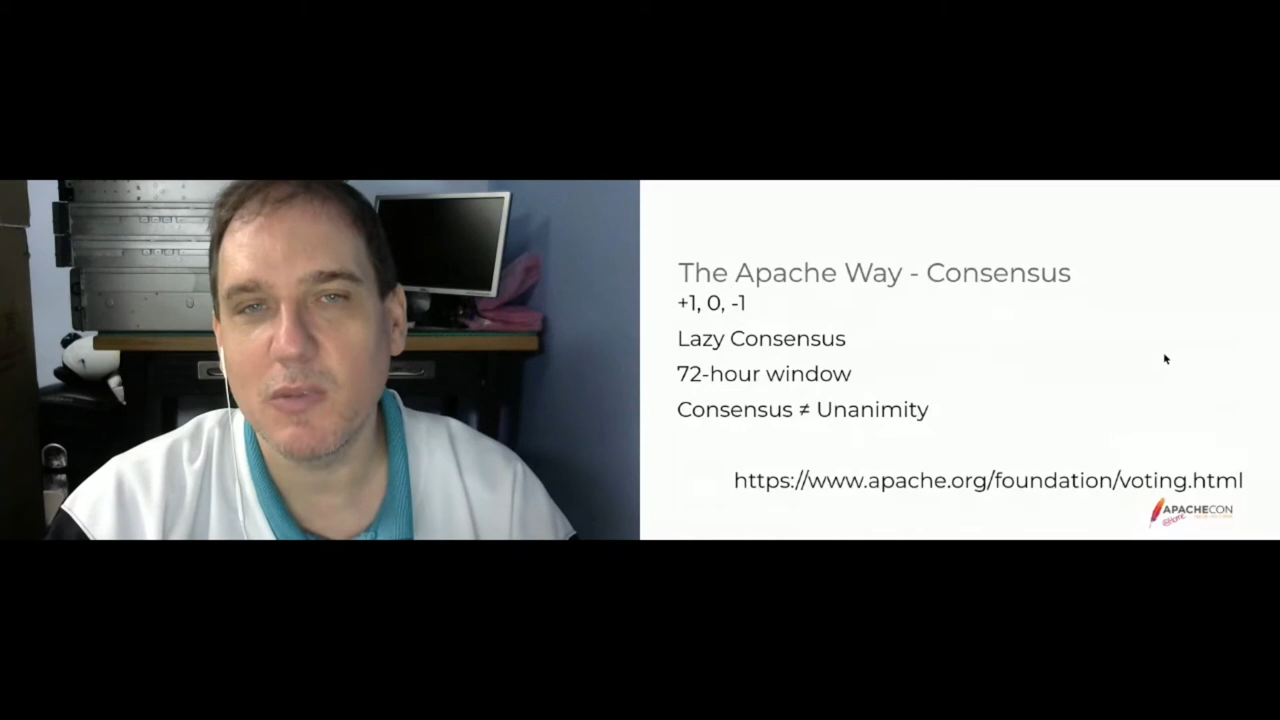 The Apache Way - Consensus
+1, 0, -1
Lazy Consensus
72-hour window
Consensus ≠ Unanimity
https://www.apache.org/foundation/voting.html
APACHECON
@Home